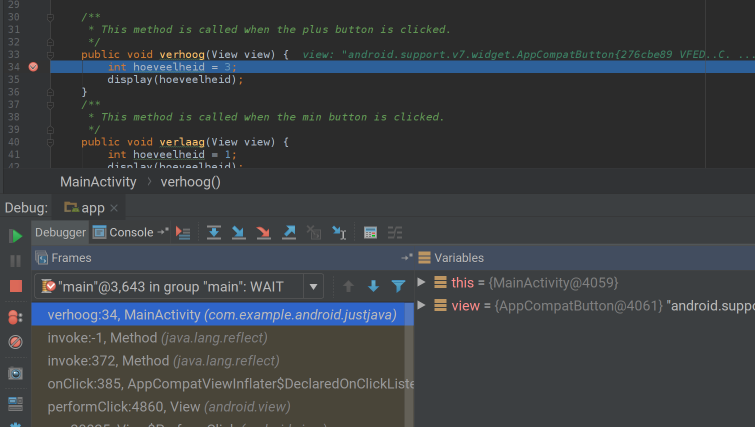 29
30 /**
31 * This method is called when the plus button is clicked.
32 */
33 public void verhoog(View view) { view: "android.support.v7.widget.AppCompatButton{276cbe89 VFED..C. ...
34 int hoeveelheid = 3;
35 display(hoeveelheid);
36 }
37 /**
38 * This method is called when the min button is clicked.
39 */
40 public void verlaag(View view) {
41 int hoeveelheid = 1;
42 display(hoeveelheid);
MainActivity › verhoog()
Debug: app ×
Debugger Console
Frames
Variables
"main"@3,643 in group "main": WAIT
this = {MainActivity@4059}
view = {AppCompatButton@4061} "android.suppo
verhoog:34, MainActivity (com.example.android.justjava)
invoke:-1, Method (java.lang.reflect)
invoke:372, Method (java.lang.reflect)
onClick:385, AppCompatViewInflater$DeclaredOnClickListe
performClick:4860, View (android.view)